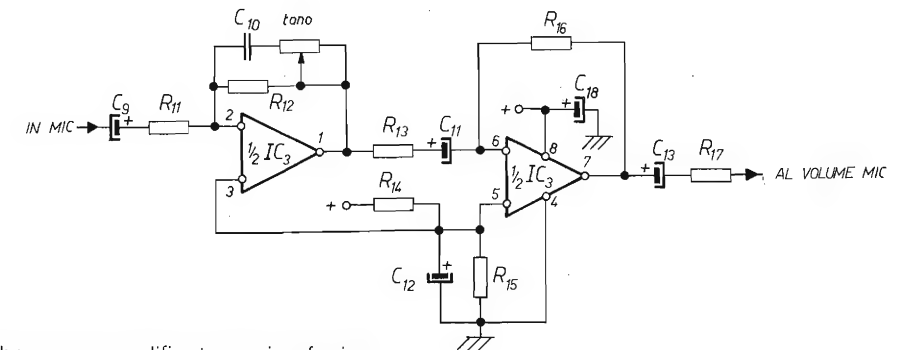 C10
tono
R16
C9
+
R11
R12
2
3
1
½ IC3
IN MIC
R13
+
C11
+
+
C18
6
8
5
7
4
½ IC3
+
C13
R17
AL VOLUME MIC
R14
+
C12
+
R15